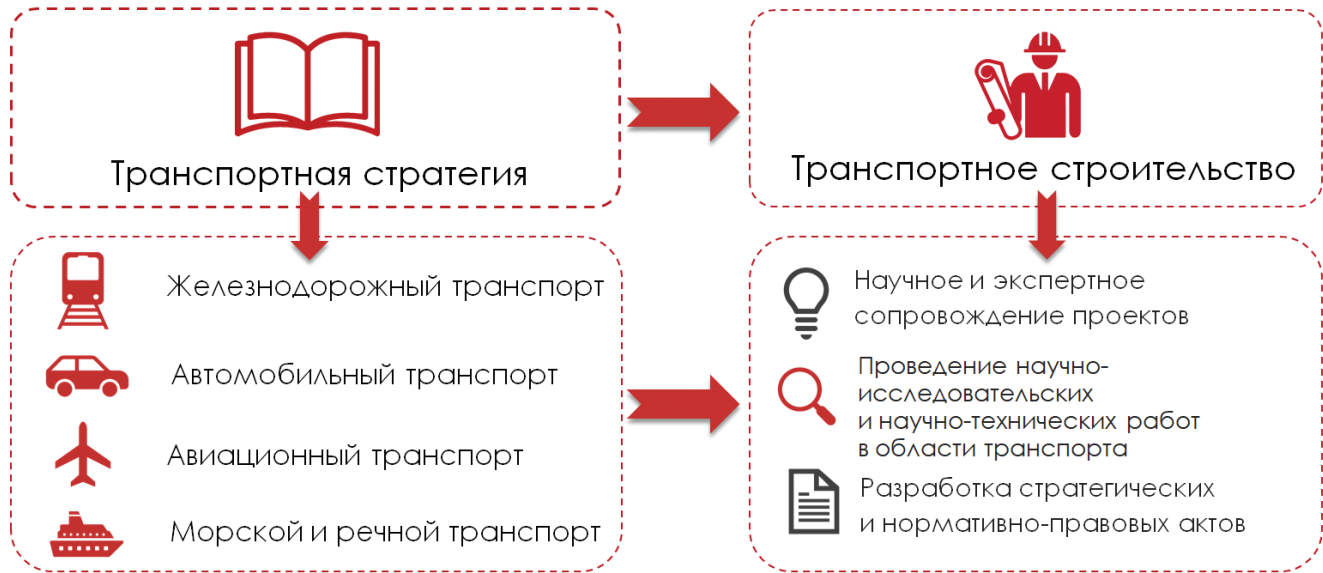 Транспортная стратегия
Транспортное строительство
Железнодорожный транспорт
Автомобильный транспорт
Авиационный транспорт
Морской и речной транспорт
Научное и экспертное
сопровождение проектов
Проведение научно-
исследовательских
и научно-технических работ
в области транспорта
Разработка стратегических
и нормативно-правовых актов